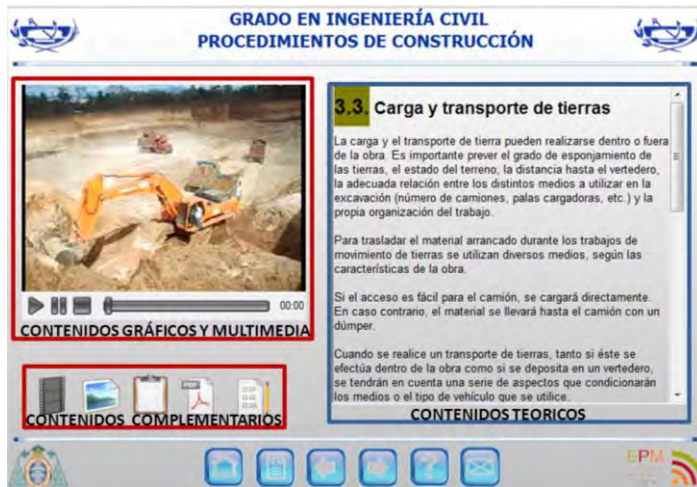 GRADO EN INGENIERÍA CIVIL
PROCEDIMIENTOS DE CONSTRUCCIÓN
00:00
CONTENIDOS GRÁFICOS Y MULTIMEDIA
PDF
CONTENIDOS COMPLEMENTARIOS
3.3. Carga y transporte de tierras
La carga y el transporte de tierra pueden realizarse dentro o fuera
de la obra. Es importante prever el grado de esponjamiento de
las tierras, el estado del terreno, la distancia hasta el vertedero,
la adecuada relación entre los distintos medios a utilizar en la
excavación (número de camiones, palas cargadoras, etc.) y la
propia organización del trabajo.
Para trasladar el material arrancado durante los trabajos de
movimiento de tierras se utilizan diversos medios, según las
características de la obra.
Si el acceso es fácil para el camión, se cargará directamente.
En caso contrario, el material se llevará hasta el camión con un
dúmper.
Cuando se realice un transporte de tierras, tanto si éste se
efectúa dentro de la obra como si se deposita en un vertedero,
se tendrán en cuenta una serie de aspectos que condicionarán
los medios o el tipo de vehículo que se utilice.
CONTENIDOS TEORICOS
?
EPM